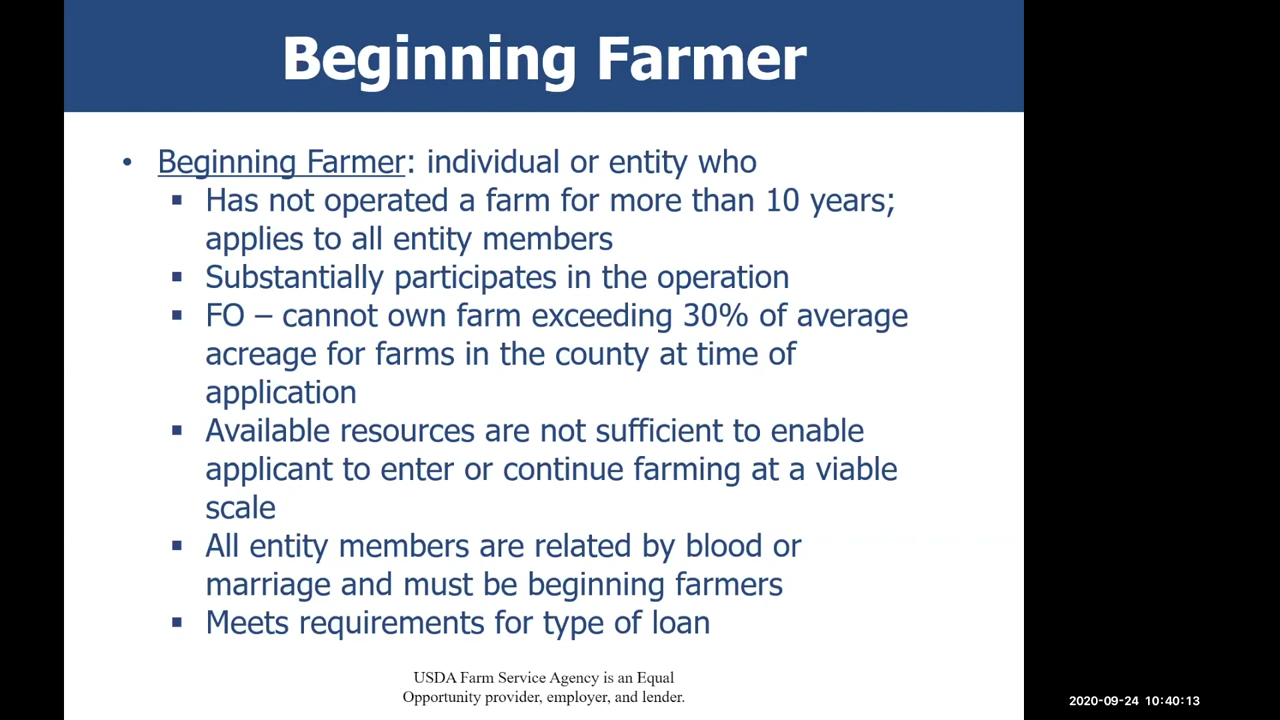 Beginning Farmer
• Beginning Farmer: individual or entity who
▪ Has not operated a farm for more than 10 years;
applies to all entity members
▪ Substantially participates in the operation
▪ FO – cannot own farm exceeding 30% of average
acreage for farms in the county at time of
application
▪ Available resources are not sufficient to enable
applicant to enter or continue farming at a viable
scale
▪ All entity members are related by blood or
marriage and must be beginning farmers
▪ Meets requirements for type of loan
USDA Farm Service Agency is an Equal
Opportunity provider, employer, and lender.
2020-09-24 10:40:13